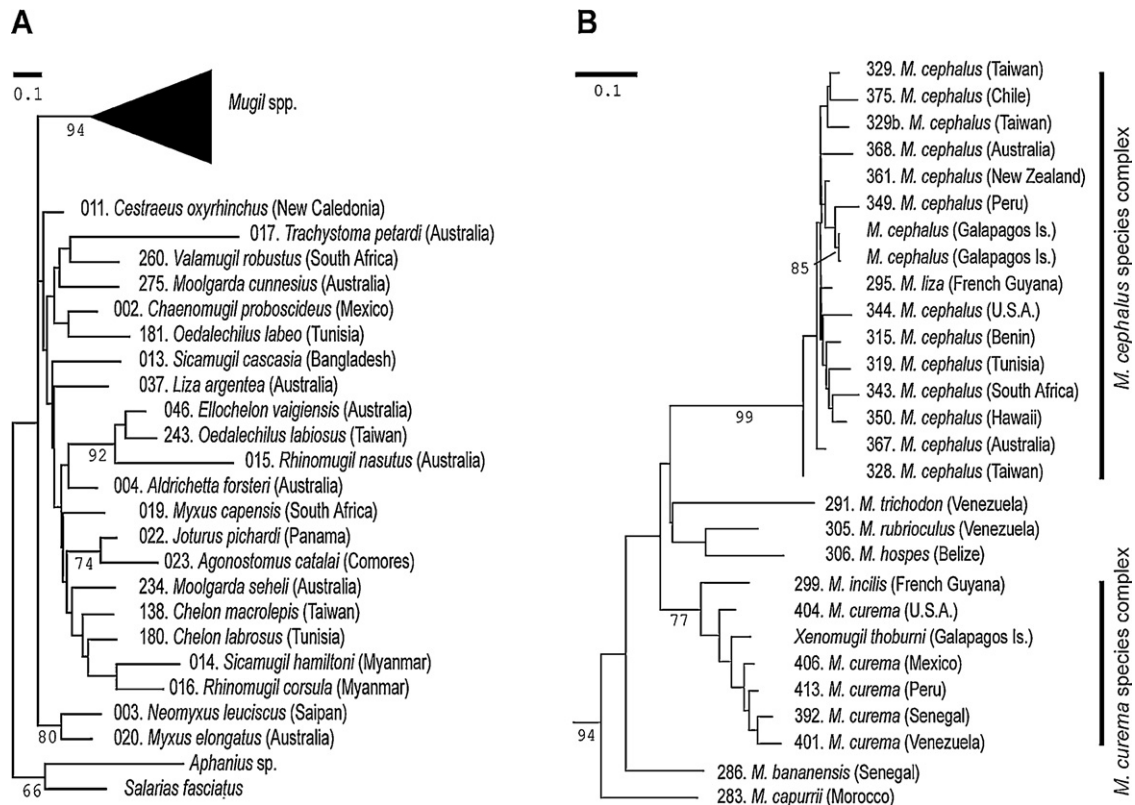 A
0.1
Mugil spp.
94
011. Cestraeus oxyrhinchus (New Caledonia)
017. Trachystoma petardi (Australia)
260. Valamugil robustus (South Africa)
275. Moolgarda cunnesius (Australia)
002. Chaenomugil proboscideus (Mexico)
181. Oedalechilus labeo (Tunisia)
013. Sicamugil cascasia (Bangladesh)
037. Liza argentea (Australia)
046. Ellochelon vaigiensis (Australia)
243. Oedalechilus labiosus (Taiwan)
92
015. Rhinomugil nasutus (Australia)
004. Aldrichetta forsteri (Australia)
019. Myxus capensis (South Africa)
022. Joturus pichardi (Panama)
74
023. Agonostomus catalai (Comores)
234. Moolgarda seheli (Australia)
138. Chelon macrolepis (Taiwan)
180. Chelon labrosus (Tunisia)
014. Sicamugil hamiltoni (Myanmar)
016. Rhinomugil corsula (Myanmar)
003. Neomyxus leuciscus (Saipan)
80
020. Myxus elongatus (Australia)
Aphanius sp.
66
Salarias fasciatus
B
0.1
329. M. cephalus (Taiwan)
375. M. cephalus (Chile)
329b. M. cephalus (Taiwan)
368. M. cephalus (Australia)
361. M. cephalus (New Zealand)
349. M. cephalus (Peru)
M. cephalus (Galapagos Is.)
M. cephalus (Galapagos Is.)
85
295. M. liza (French Guyana)
344. M. cephalus (U.S.A.)
315. M. cephalus (Benin)
319. M. cephalus (Tunisia)
343. M. cephalus (South Africa)
350. M. cephalus (Hawaii)
99
367. M. cephalus (Australia)
328. M. cephalus (Taiwan)
M. cephalus species complex
291. M. trichodon (Venezuela)
305. M. rubrioculus (Venezuela)
306. M. hospes (Belize)
299. M. incilis (French Guyana)
404. M. curema (U.S.A.)
77
Xenomugil thoburni (Galapagos Is.)
406. M. curema (Mexico)
413. M. curema (Peru)
392. M. curema (Senegal)
401. M. curema (Venezuela)
M. curema species complex
94
286. M. bananensis (Senegal)
283. M. capurrii (Morocco)